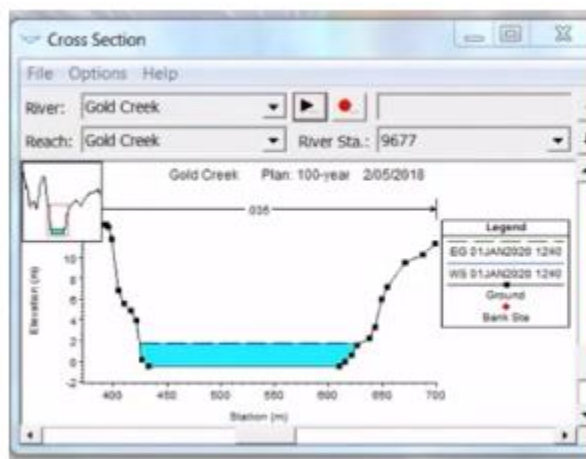 Cross Section
File Options Help
River: Gold Creek
Reach: Gold Creek River Sta.: 9677
Gold Creek Plan: 100-year 2/05/2018
.035
Legend
EG 01JAN2020 1240
WS 01JAN2020 1240
Ground
Bank Sta
Elevation (m)
10
8
6
4
2
0
-2
400 450 500 550 600 650 700
Station (m)